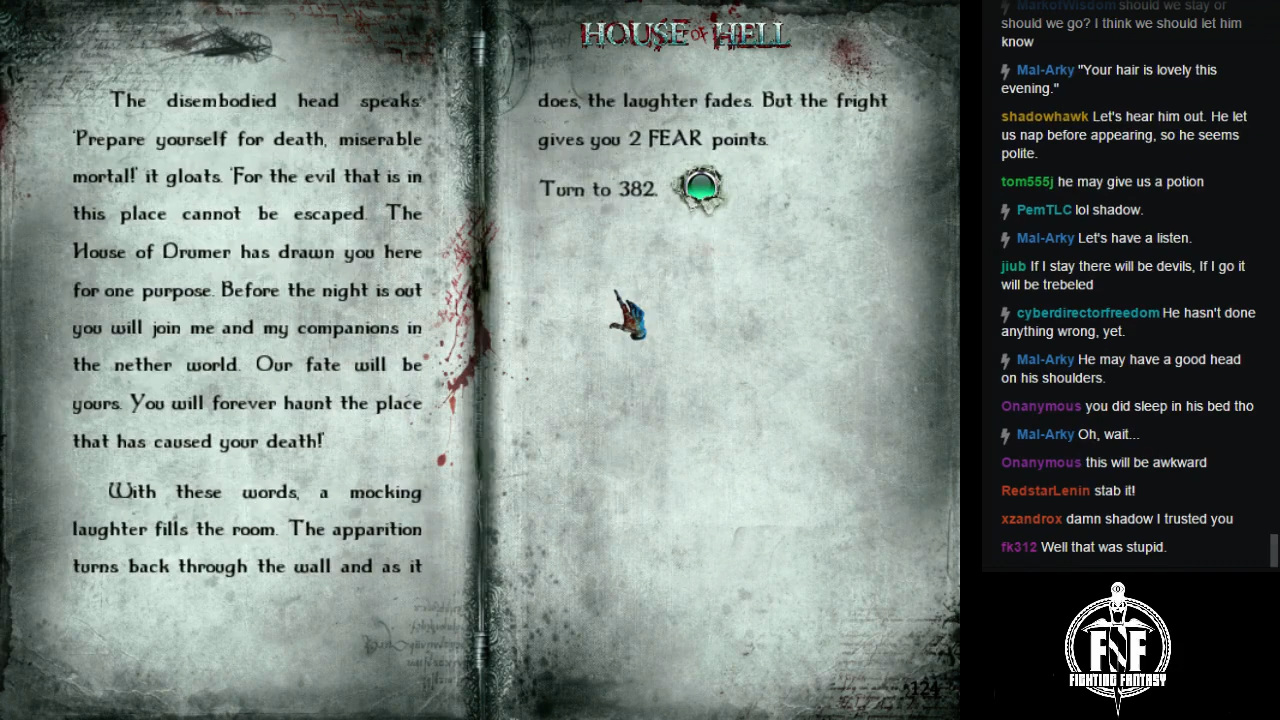 HOUSE OF HELL
The disembodied head speaks.
'Prepare yourself for death, miserable
mortal!' it gloats. 'For the evil that is in
this place cannot be escaped. The
House of Drumer has drawn you here
for one purpose. Before the night is out
you will join me and my companions in
the nether world. Our fate will be
yours. You will forever haunt the place
that has caused your death!'
With these words, a mocking
laughter fills the room. The apparition
turns back through the wall and as it
does, the laughter fades. But the fright
gives you 2 FEAR points.
Turn to 382.
124
MarkofWisdom should we stay or
should we go? I think we should let him
know
Mal-Arky "Your hair is lovely this
evening."
shadowhawk Let's hear him out. He let
us nap before appearing, so he seems
polite.
tom555j he may give us a potion
PemTLC lol shadow.
Mal-Arky Let's have a listen.
jiub If I stay there will be devils, If I go it
will be trebeled
cyberdirectorfreedom He hasn't done
anything wrong, yet.
Mal-Arky He may have a good head
on his shoulders.
Onanymous you did sleep in his bed tho
Mal-Arky Oh, wait...
Onanymous this will be awkward
RedstarLenin stab it!
xzandrox damn shadow I trusted you
fk312 Well that was stupid.
FF
FIGHTING FANTASY